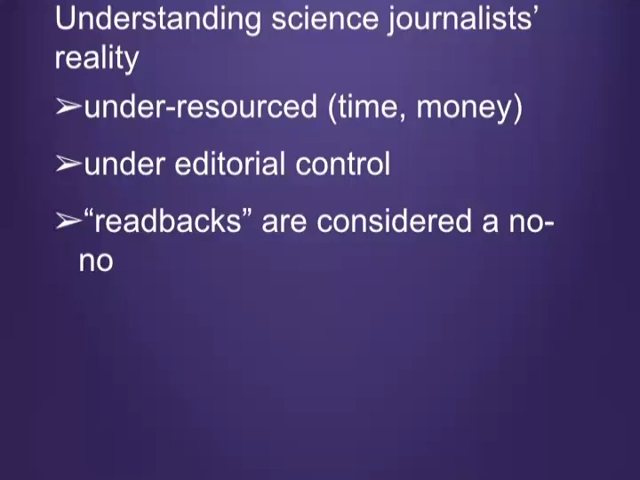 Understanding science journalists’
reality
➢under-resourced (time, money)
➢under editorial control
➢“readbacks” are considered a no-
no